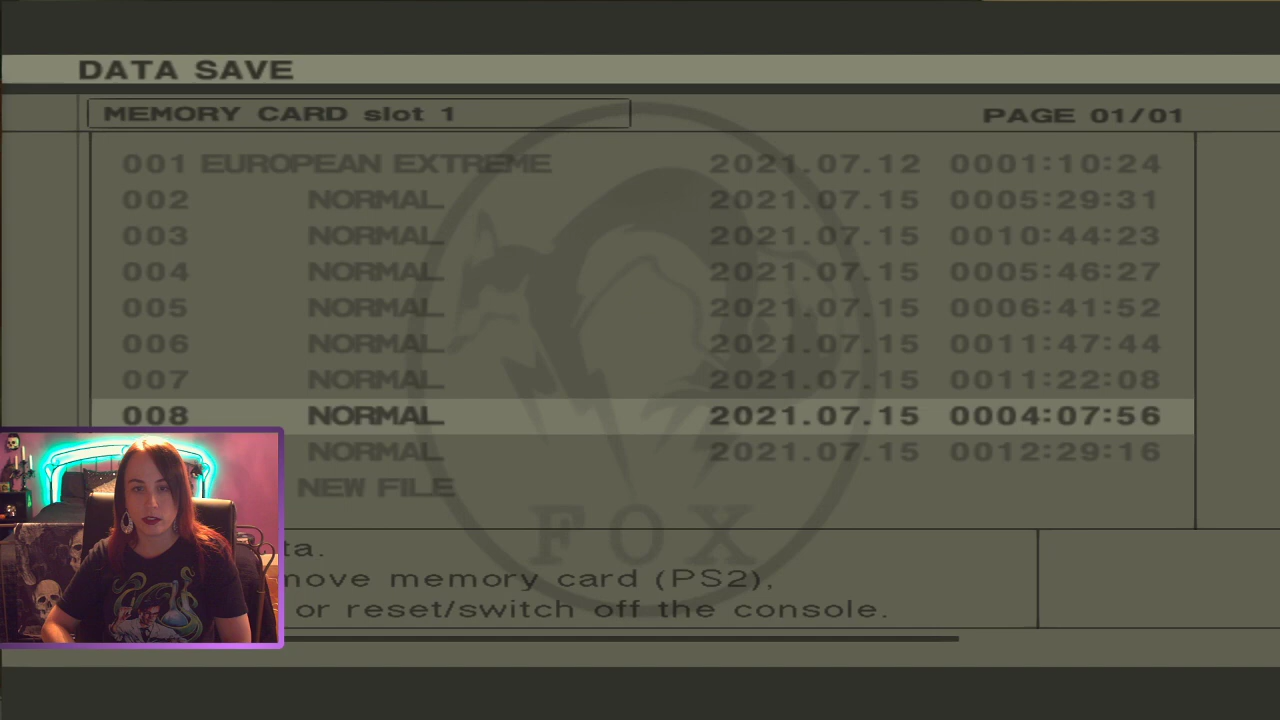 DATA SAVE
MEMORY CARD slot 1 PAGE 01/01
001 EUROPEAN EXTREME 2021.07.12 0001:10:24
002 NORMAL 2021.07.15 0005:29:31
003 NORMAL 2021.07.15 0010:44:23
004 NORMAL 2021.07.15 0005:46:27
005 NORMAL 2021.07.15 0006:41:52
006 NORMAL 2021.07.15 0011:47:44
007 NORMAL 2021.07.15 0011:22:08
008 NORMAL 2021.07.15 0004:07:56
NORMAL 2021.07.15 0012:29:16
NEW FILE
FOX
ta.
move memory card (PS2),
or reset/switch off the console.